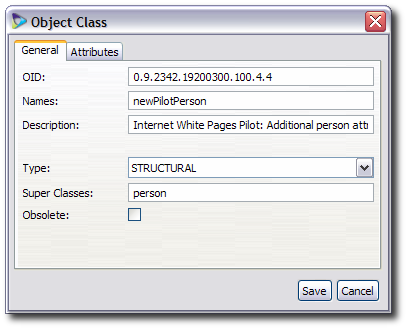 Object Class
General Attributes
OID: 0.9.2342.19200300.100.4.4
Names: newPilotPerson
Description: Internet White Pages Pilot: Additional person att
Type: STRUCTURAL
Super Classes: person
Obsolete:
Save Cancel